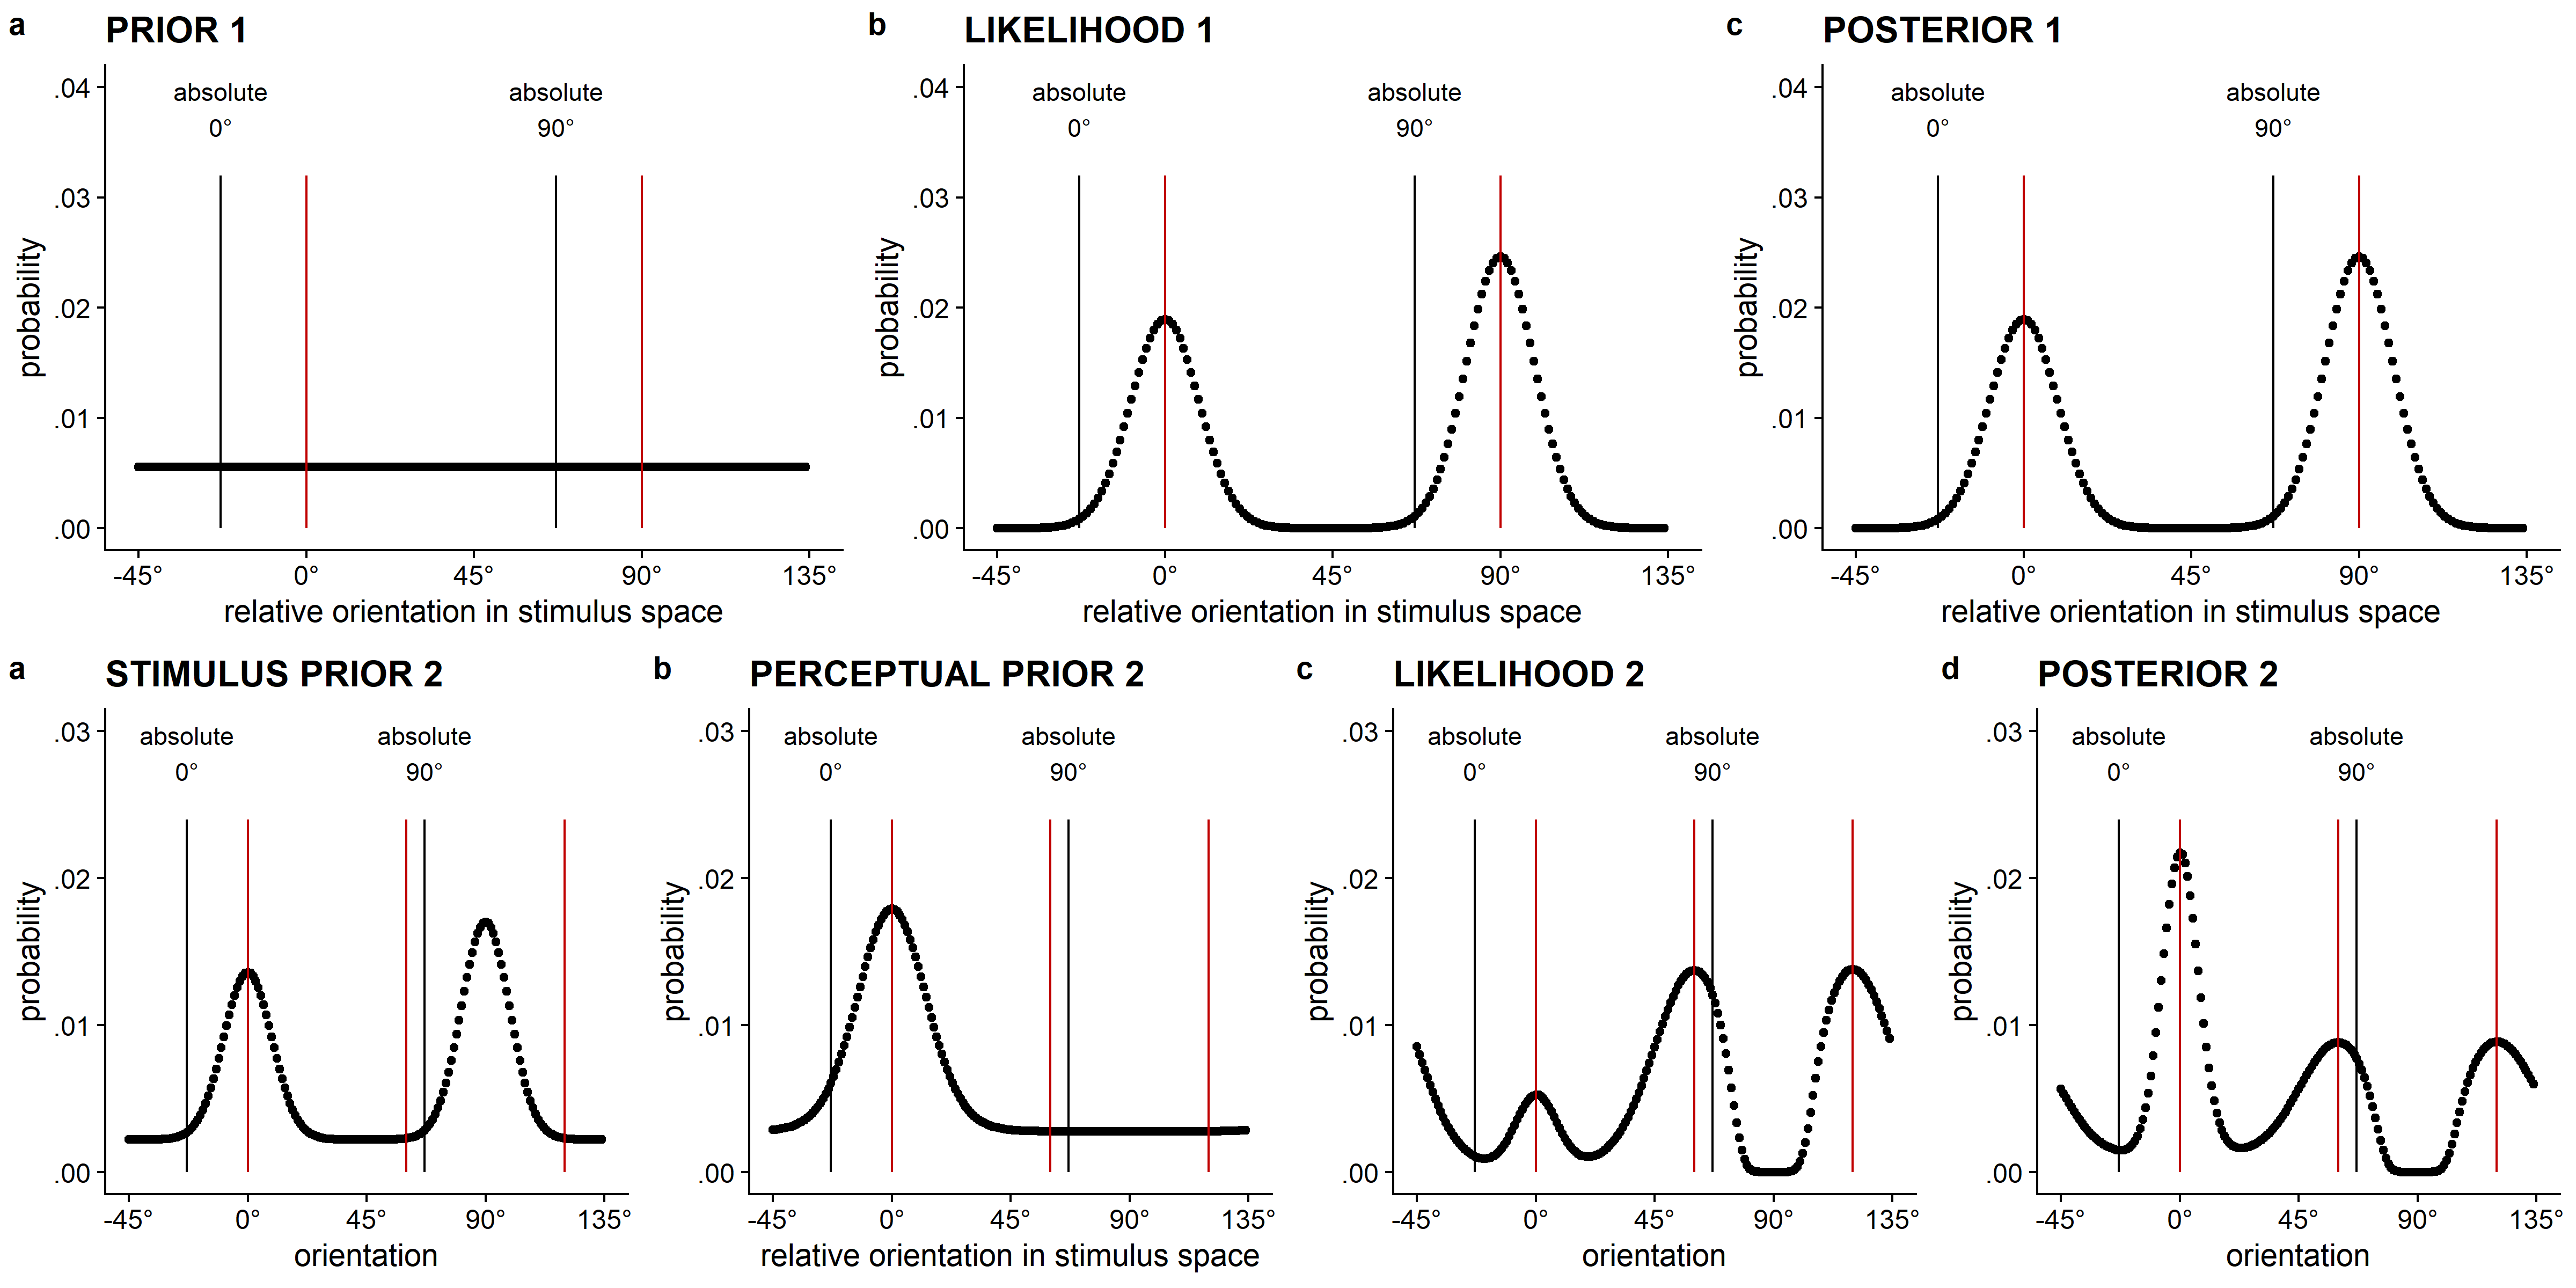 a PRIOR 1
.04
.03
.02
.01
.00
probability
absolute
0°
absolute
90°
-45° 0° 45° 90° 135°
relative orientation in stimulus space
b LIKELIHOOD 1
.04
.03
.02
.01
.00
probability
absolute
0°
absolute
90°
-45° 0° 45° 90° 135°
relative orientation in stimulus space
c POSTERIOR 1
.04
.03
.02
.01
.00
probability
absolute
0°
absolute
90°
-45° 0° 45° 90° 135°
relative orientation in stimulus space
a STIMULUS PRIOR 2
.03
.02
.01
.00
probability
absolute
0°
absolute
90°
-45° 0° 45° 90° 135°
orientation
b PERCEPTUAL PRIOR 2
.03
.02
.01
.00
probability
absolute
0°
absolute
90°
-45° 0° 45° 90° 135°
relative orientation in stimulus space
c LIKELIHOOD 2
.03
.02
.01
.00
probability
absolute
0°
absolute
90°
-45° 0° 45° 90° 135°
orientation
d POSTERIOR 2
.03
.02
.01
.00
probability
absolute
0°
absolute
90°
-45° 0° 45° 90° 135°
orientation